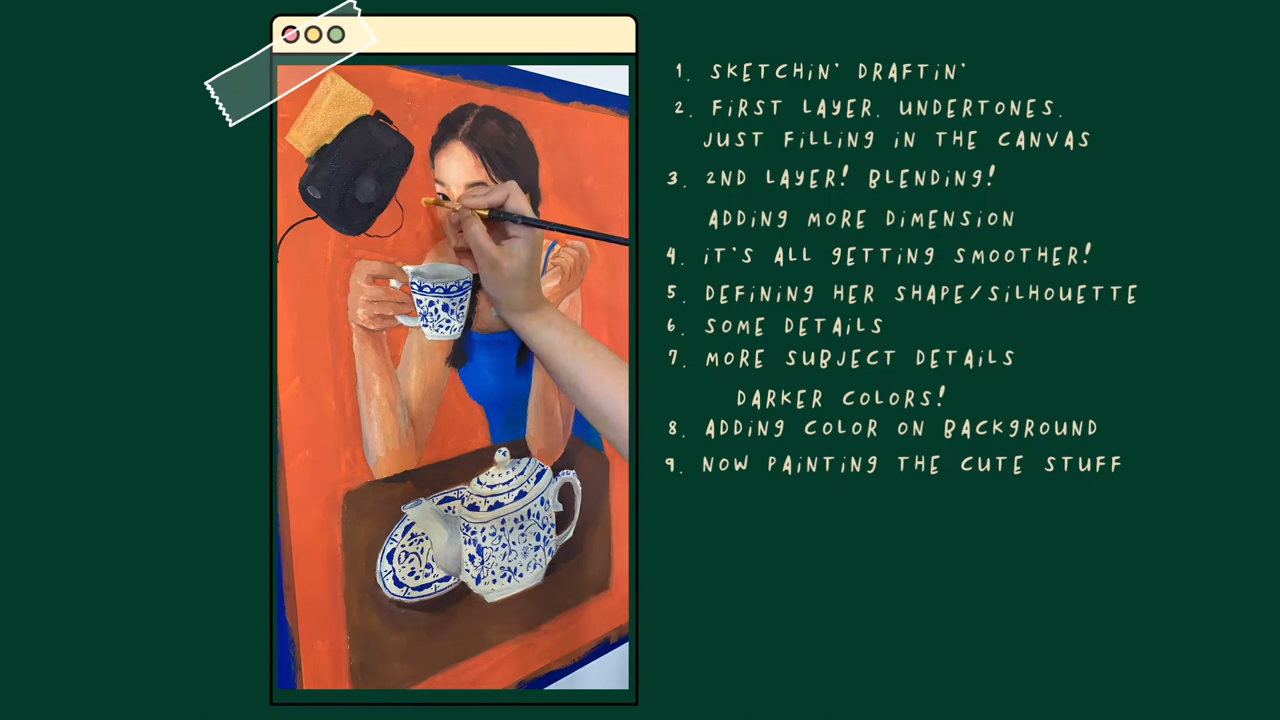 1. SKETCHIN' DRAFTIN'
2. FIRST LAYER. UNDERTONES.
JUST FILLING IN THE CANVAS
3. 2ND LAYER! BLENDING!
ADDING MORE DIMENSION
4. IT'S ALL GETTING SMOOTHER!
5. DEFINING HER SHAPE/SILHOUETTE
6. SOME DETAILS
7. MORE SUBJECT DETAILS
DARKER COLORS!
8. ADDING COLOR ON BACKGROUND
9. NOW PAINTING THE CUTE STUFF